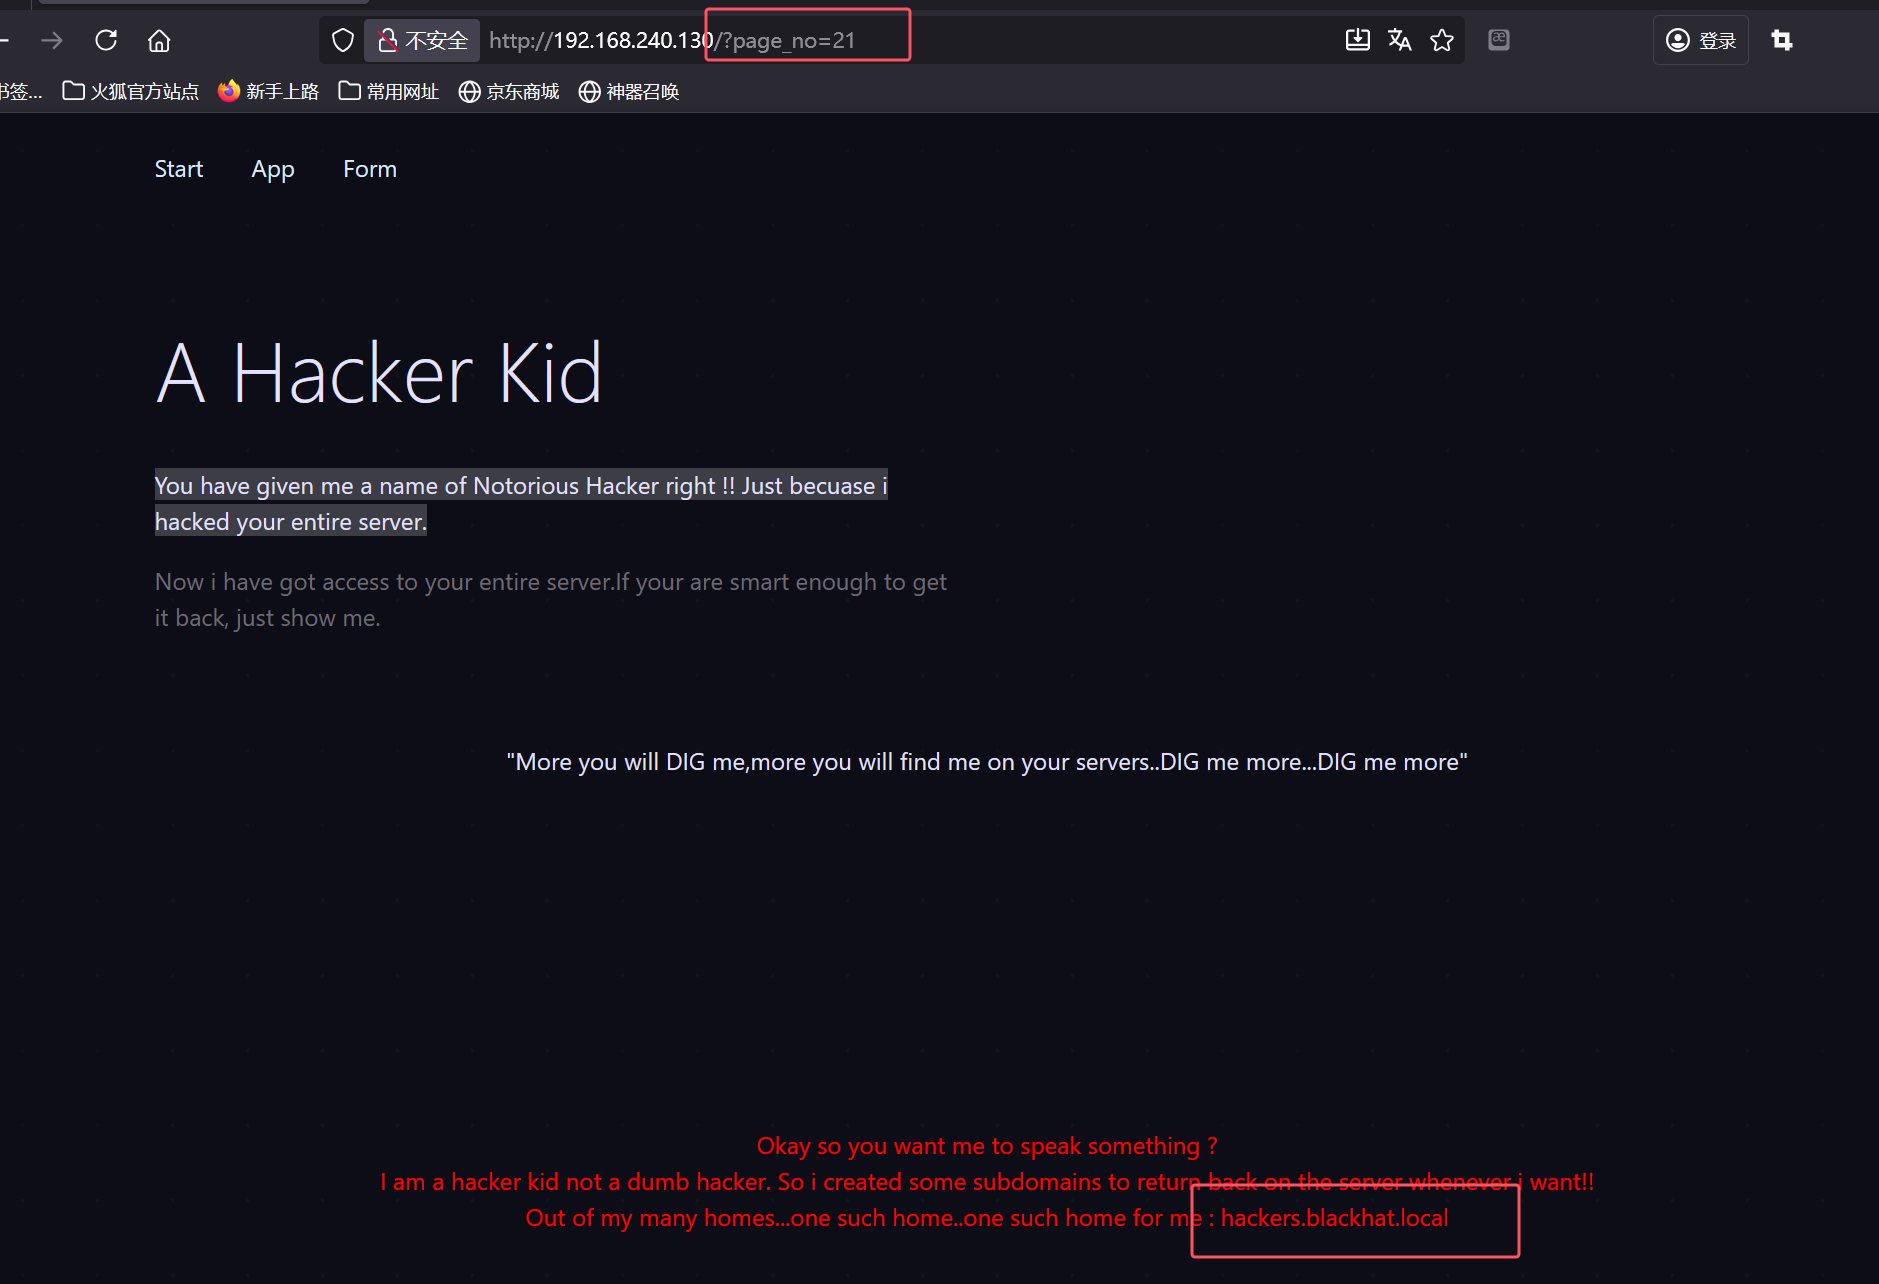 不安全 http://192.168.240.130/?page_no=21 登录
书签... 火狐官方站点 新手上路 常用网址 京东商城 神器召唤
Start App Form
A Hacker Kid
You have given me a name of Notorious Hacker right !! Just becuase i
hacked your entire server.
Now i have got access to your entire server.If your are smart enough to get
it back, just show me.
"More you will DIG me,more you will find me on your servers..DIG me more...DIG me more"
Okay so you want me to speak something ?
I am a hacker kid not a dumb hacker. So i created some subdomains to return back on the server whenever i want!!
Out of my many homes...one such home..one such home for me : hackers.blackhat.local